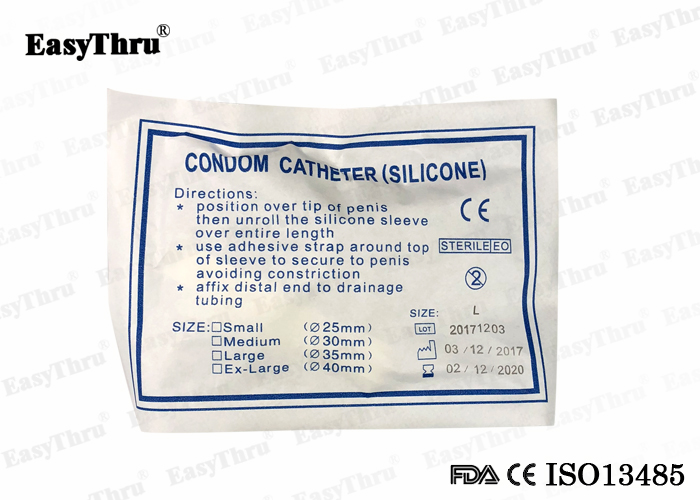 EasyThru®
CONDOM CATHETER (SILICONE)
Directions:
* position over tip of penis
then unroll the silicone sleeve
over entire length
* use adhesive strap around top
of sleeve to secure to penis
avoiding constriction
* affix distal end to drainage
tubing
CE
STERILE EO
2
SIZE: □Small (Ø25mm)
□Medium (Ø30mm)
□Large (Ø35mm)
□Ex-Large (Ø40mm)
SIZE: L
LOT 20171203
03/12/2017
02/12/2020
FDA CE ISO13485